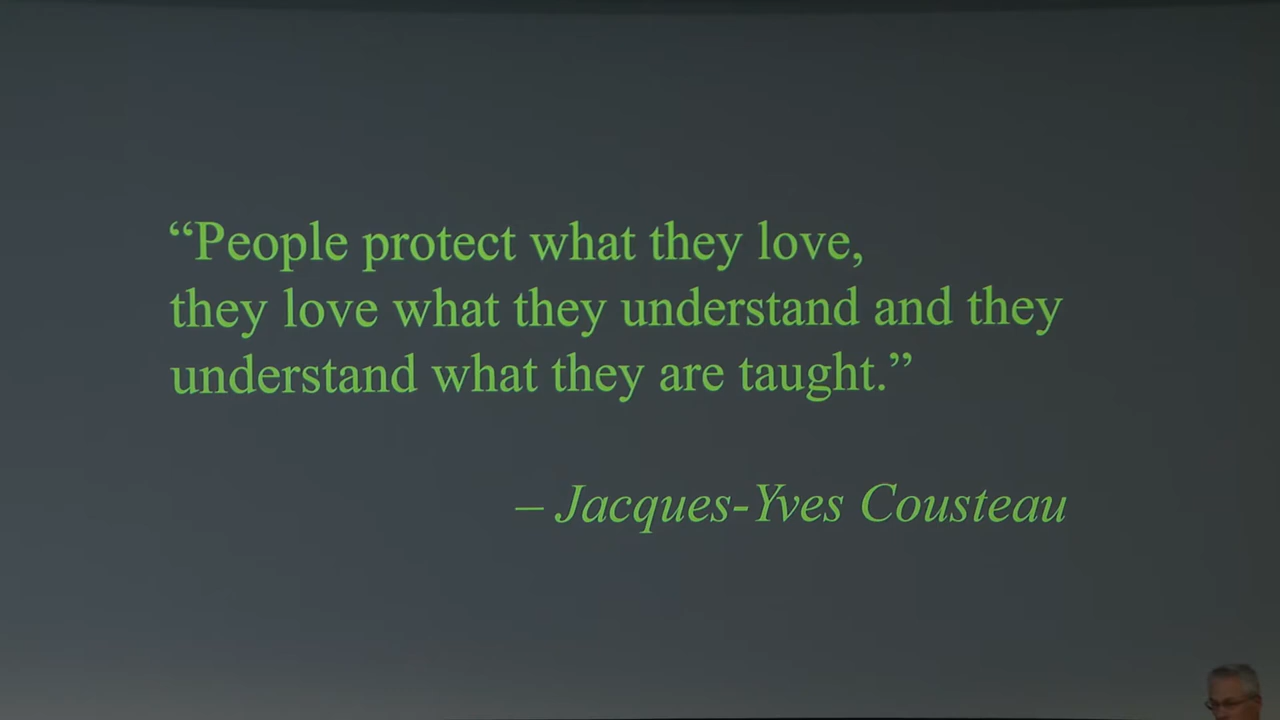 “People protect what they love,
they love what they understand and they
understand what they are taught.”
– Jacques-Yves Cousteau